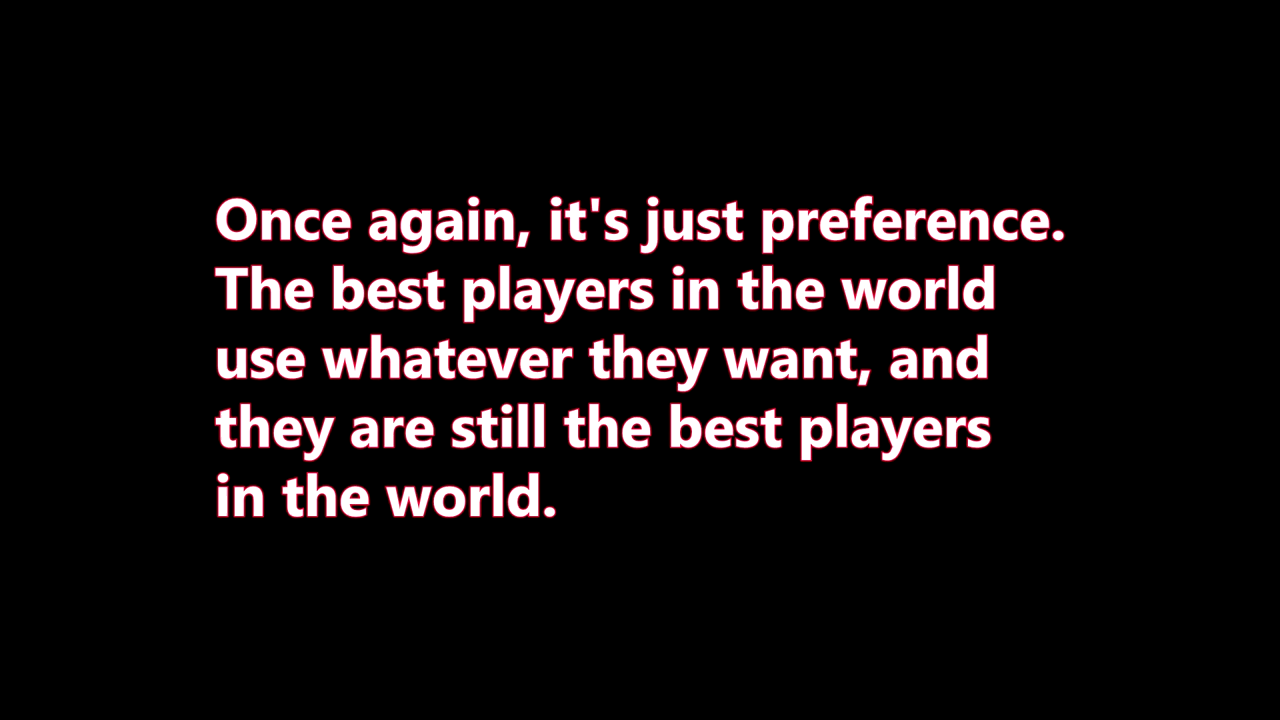 Once again, it's just preference.
The best players in the world
use whatever they want, and
they are still the best players
in the world.